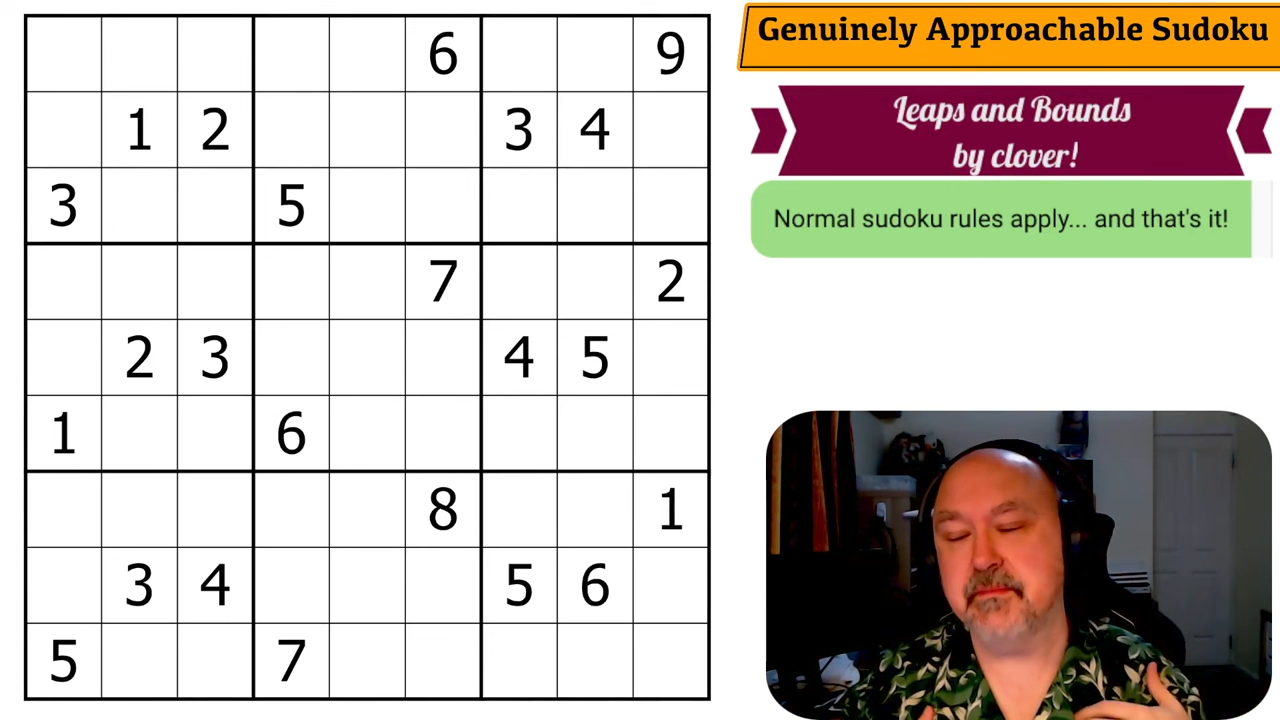 6 9
1 2 3 4
3 5
7 2
2 3 4 5
1 6
8 1
3 4 5 6
5 7
Genuinely Approachable Sudoku
Leaps and Bounds
by clover!
Normal sudoku rules apply... and that's it!